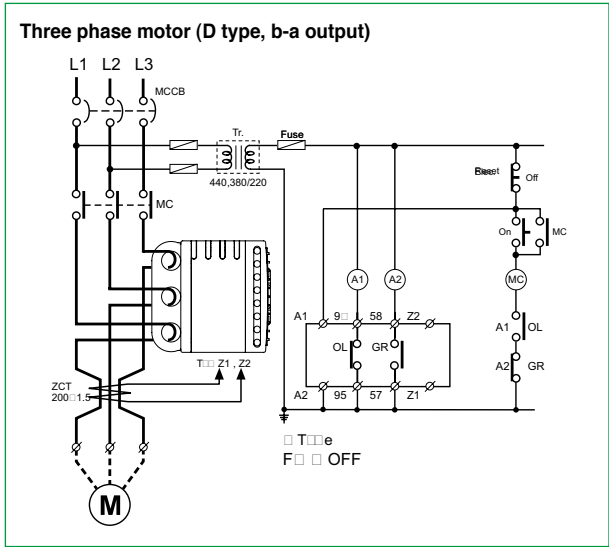 Three phase motor (D type, b-a output)
L1 L2 L3
MCCB
Tr.
Fuse
440,380/220
Off
MC
On
MC
A1
A2
MC
A1
58
Z2
A1
OL
OL
GR
A2
GR
Z1 , Z2
ZCT
A2
95
57
Z1
OFF
M